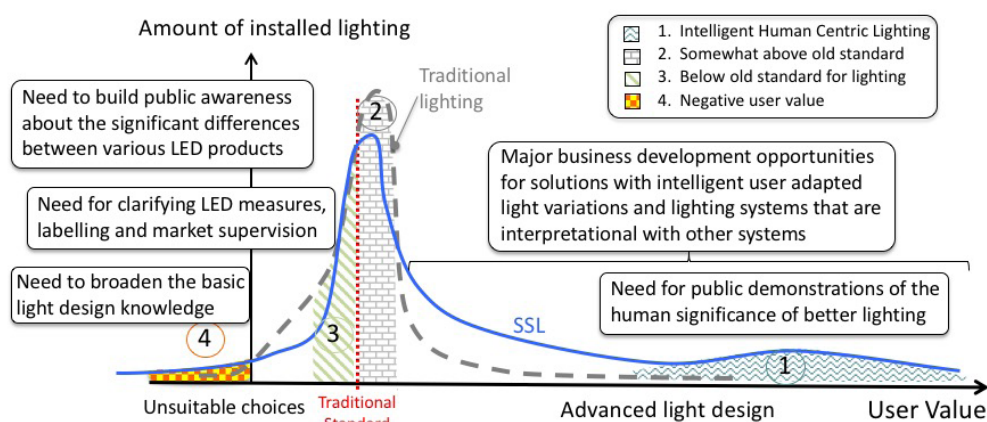 Amount of installed lighting
1. Intelligent Human Centric Lighting
2. Somewhat above old standard
3. Below old standard for lighting
4. Negative user value
Traditional
lighting
Need to build public awareness
about the significant differences
between various LED products
2
Major business development opportunities
for solutions with intelligent user adapted
light variations and lighting systems that are
interpretational with other systems
Need for clarifying LED measures,
labelling and market supervision
Need to broaden the basic
light design knowledge
Need for public demonstrations of the
human significance of better lighting
4
3
SSL
1
Unsuitable choices
Traditional
Standard
Advanced light design
User Value